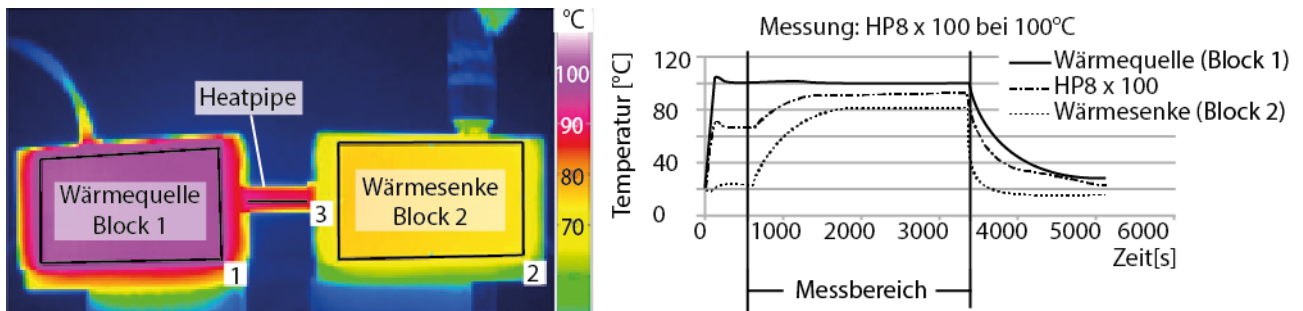 °C
100
90
80
70
Heatpipe
Wärmequelle
Block 1
Wärmesenke
Block 2
3
1
2
Messung: HP8 x 100 bei 100°C
Temperatur [°C]
120
80
40
0
Wärmequelle (Block 1)
HP8 x 100
Wärmesenke (Block 2)
0 1000 2000 3000 4000 5000 6000
Zeit[s]
Messbereich